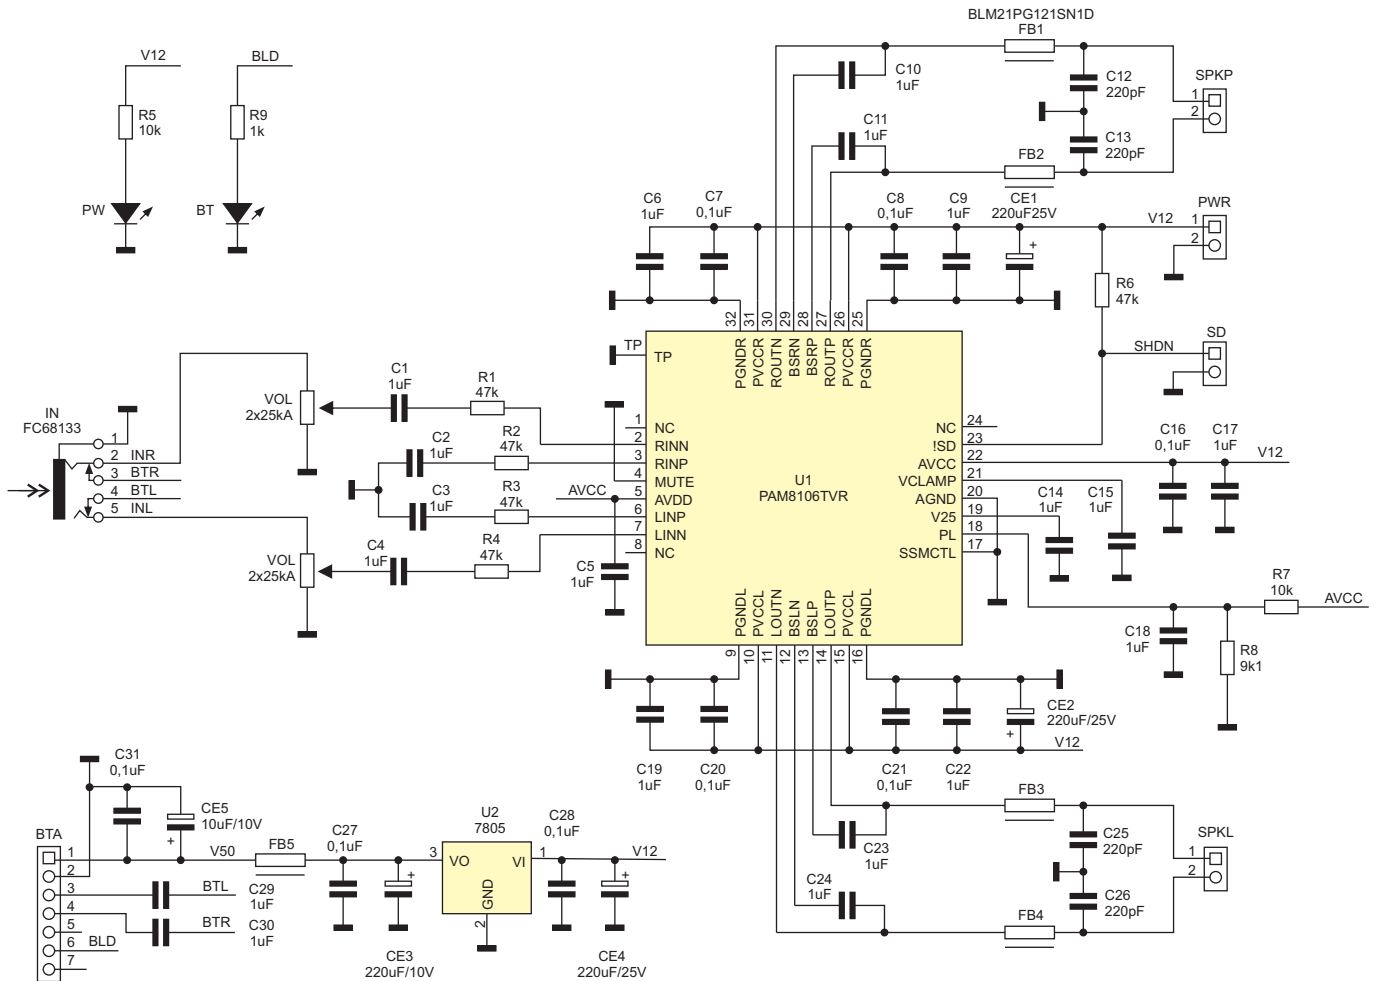 BLM21PG121SN1D
FB1
V12
BLD
R5
10k
R9
1k
PW
BT
C10
1uF
C11
1uF
FB2
C12
220pF
C13
220pF
SPKP
1
2
C6
1uF
C7
0,1uF
C8
0,1uF
C9
1uF
CE1
220uF25V
+
V12
PWR
1
2
R6
47k
SHDN
SD
32
31
30
29
28
27
26
25
PGNDR
PVCCR
ROUTN
BSRN
BSRP
ROUTP
PVCCR
PGNDR
TP
TP
IN
FC68133
1
2
3
4
5
INR
BTR
BTL
INL
VOL
2x25kA
VOL
2x25kA
C1
1uF
R1
47k
C2
1uF
R2
47k
C3
1uF
R3
47k
C4
1uF
R4
47k
AVCC
C5
1uF
1
2
3
4
5
6
7
8
NC
RINN
RINP
MUTE
AVDD
LINP
LINN
NC
U1
PAM8106TVR
NC
!SD
AVCC
VCLAMP
AGND
V25
PL
SSMCTL
24
23
22
21
20
19
18
17
C14
1uF
C15
1uF
C16
0,1uF
C17
1uF
V12
R7
10k
AVCC
C18
1uF
R8
9k1
PGNDL
PVCCL
LOUTN
BSLN
BSLP
LOUTP
PVCCL
PGNDL
9
10
11
12
13
14
15
16
C19
1uF
C20
0,1uF
C21
0,1uF
C22
1uF
CE2
220uF/25V
+
V12
C23
1uF
C24
1uF
FB3
FB4
C25
220pF
C26
220pF
SPKL
1
2
C31
0,1uF
CE5
10uF/10V
+
BTA
1
2
3
4
5
6
7
V50
FB5
BTL
C29
1uF
BTR
C30
1uF
BLD
C27
0,1uF
CE3
220uF/10V
+
U2
7805
3
VO
VI
1
GND
2
C28
0,1uF
V12
CE4
220uF/25V
+